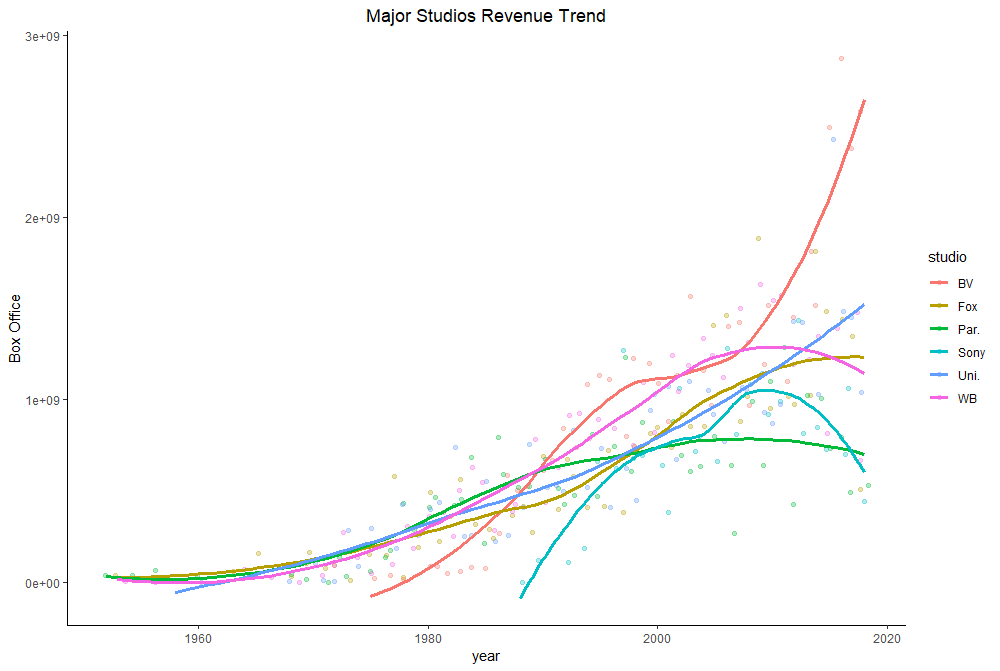 Major Studios Revenue Trend
3e+09
2e+09
1e+09
0e+00
Box Office
1960
1980
2000
2020
year
studio
BV
Fox
Par.
Sony
Uni.
WB